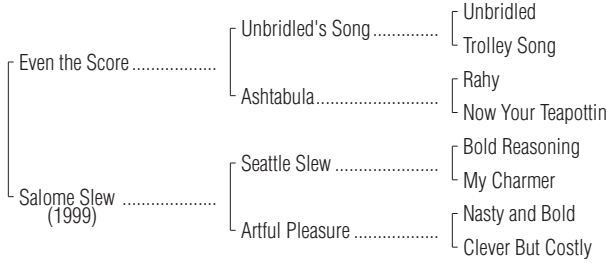 Unbridled
Unbridled's Song ..............
Trolley Song
Even the Score ..................
Rahy
Ashtabula ..........................
Now Your Teapottin
Bold Reasoning
Seattle Slew ......................
My Charmer
Salome Slew ....................
(1999)
Nasty and Bold
Artful Pleasure ..................
Clever But Costly